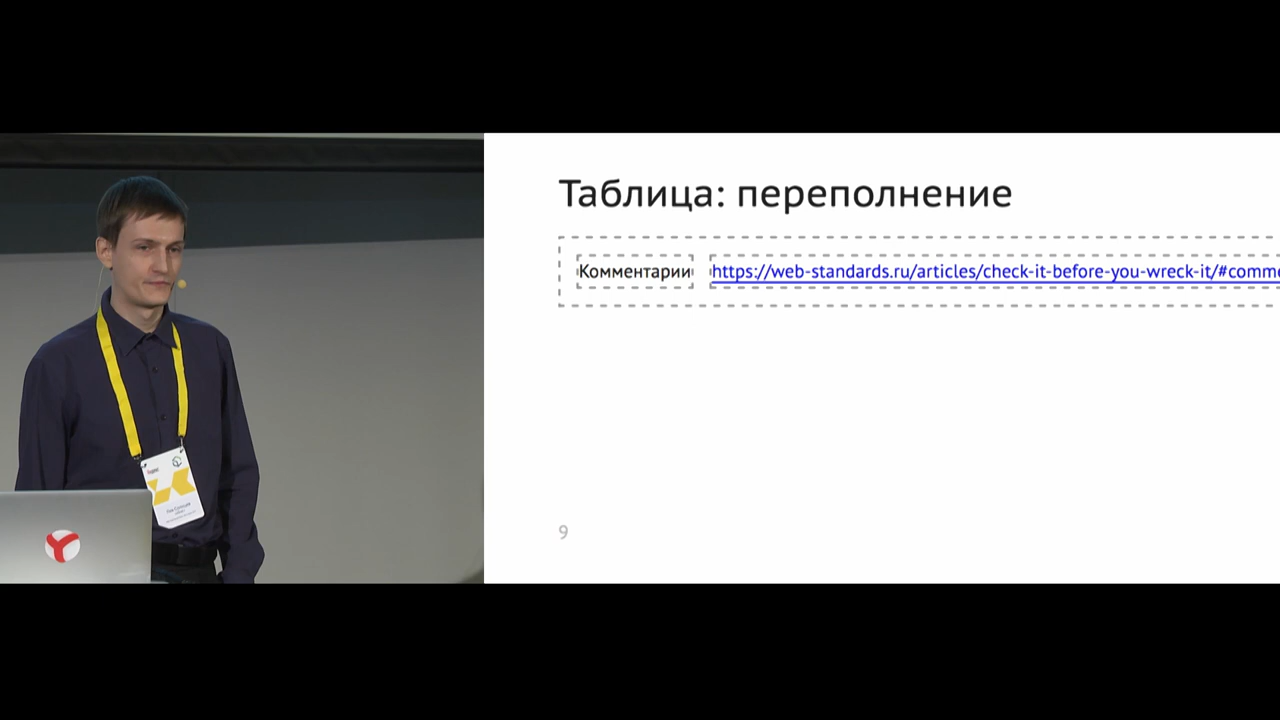 Таблица: переполнение
Комментарии https://web-standards.ru/articles/check-it-before-you-wreck-it/#comme
9